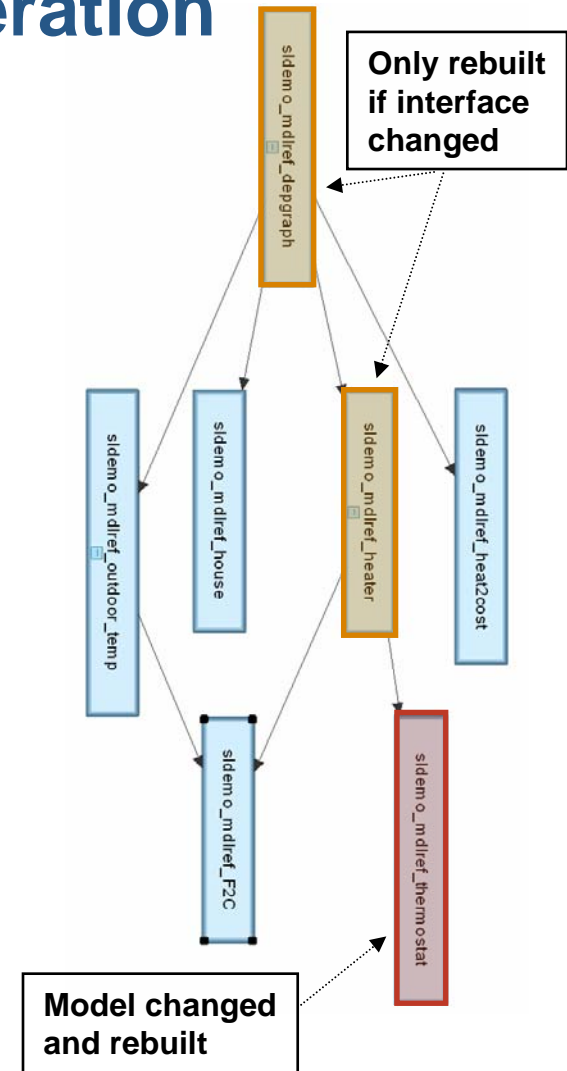 eration
Only rebuilt
if interface
changed
sldemo_mdlref_depgraph
sldemo_mdlref_outdoor_temp
sldemo_mdlref_house
sldemo_mdlref_heater
sldemo_mdlref_heat2cost
sldemo_mdlref_F2C
sldemo_mdlref_thermostat
Model changed
and rebuilt